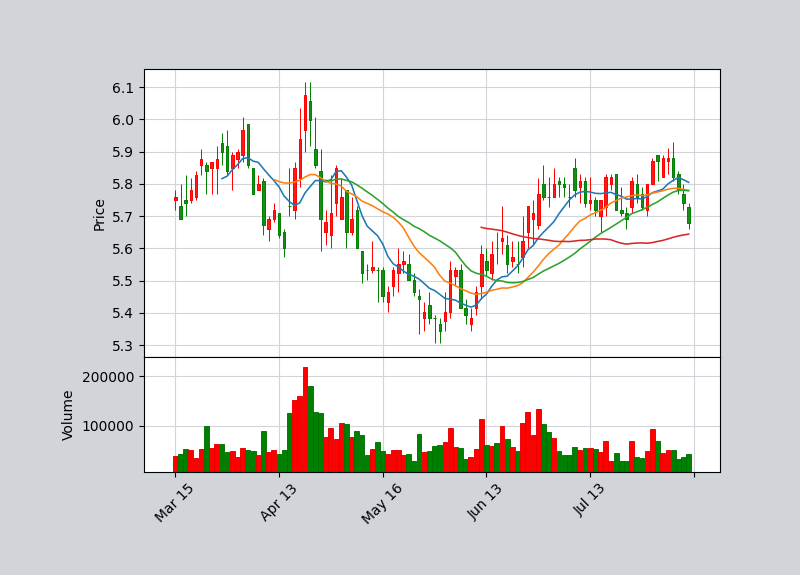 6.1
6.0
5.9
5.8
5.7
5.6
5.5
5.4
5.3
Price
200000
100000
Volume
Mar 15
Apr 13
May 16
Jun 13
Jul 13